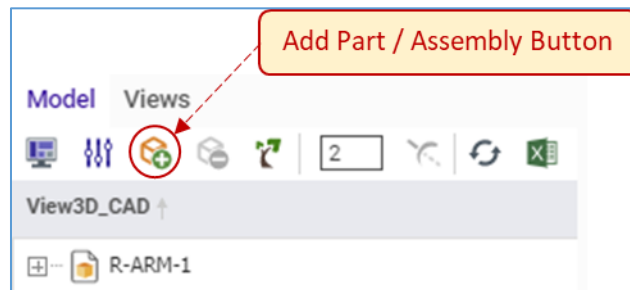 Add Part / Assembly Button
Model Views
2
View3D_CAD
R-ARM-1